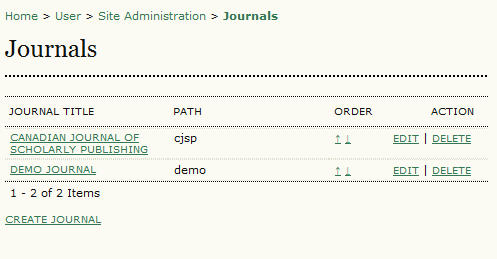 Home > User > Site Administration > Journals
Journals
JOURNAL TITLE PATH ORDER ACTION
CANADIAN JOURNAL OF SCHOLARLY PUBLISHING cjsp ↑ ↓ EDIT | DELETE
DEMO JOURNAL demo ↑ ↓ EDIT | DELETE
1 - 2 of 2 Items
CREATE JOURNAL